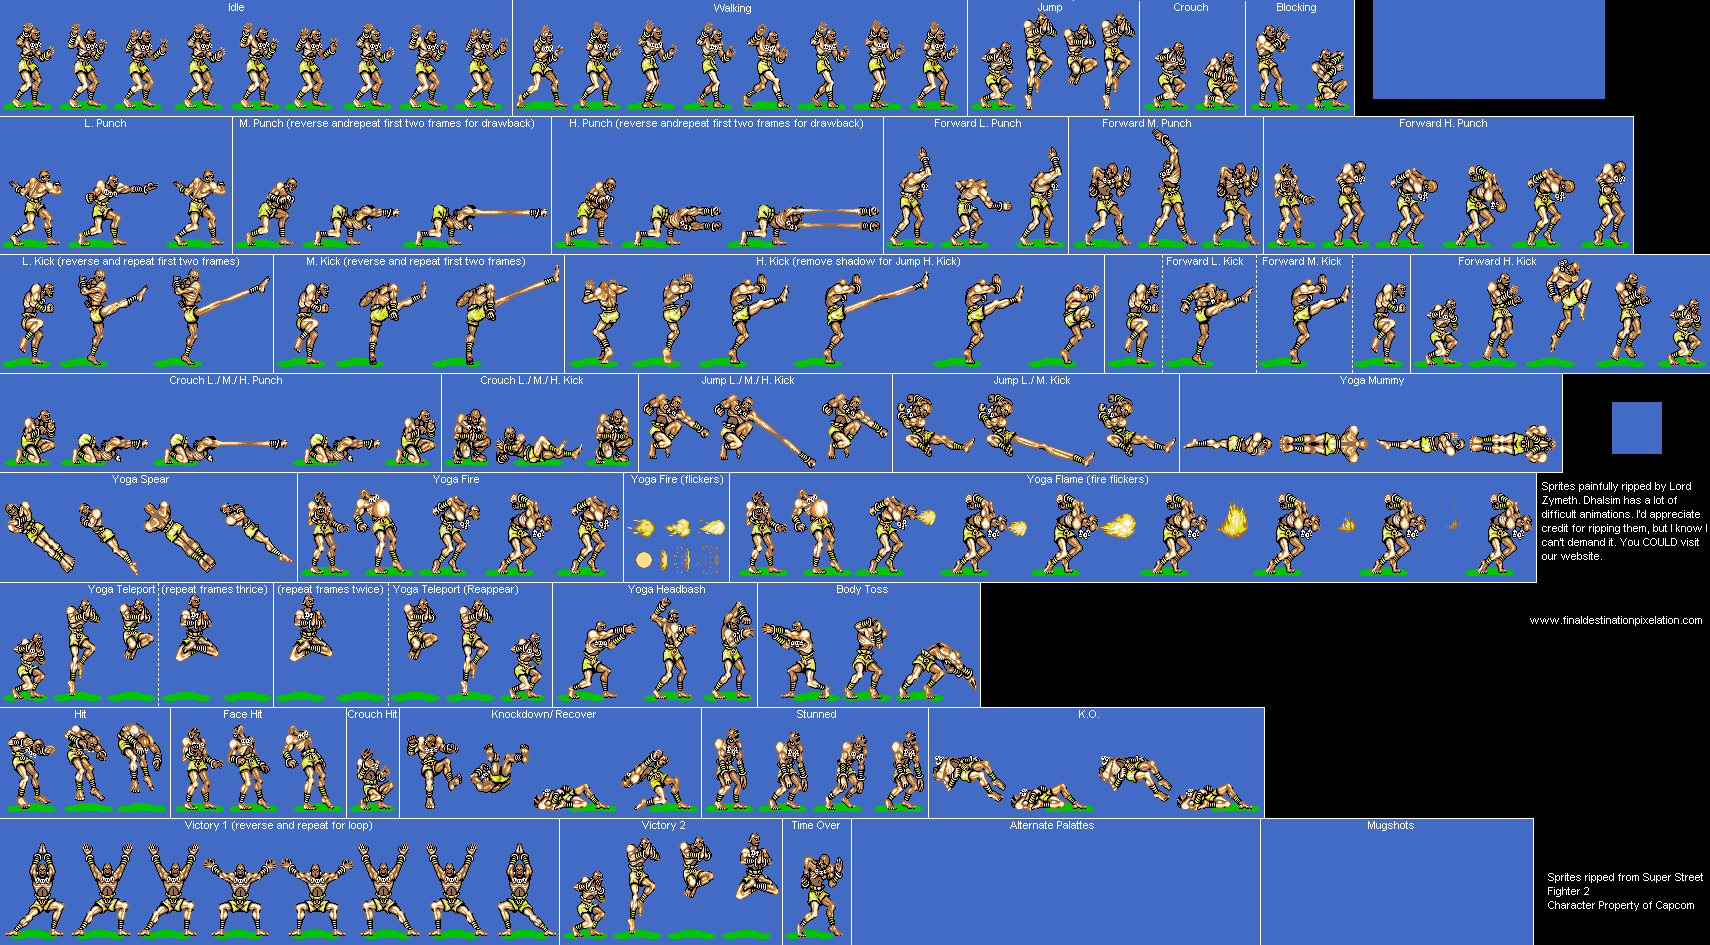 Idle
Walking
Jump
Crouch
Blocking
L. Punch
M. Punch (reverse andrepeat first two frames for drawback)
H. Punch (reverse andrepeat first two frames for drawback)
Forward L. Punch
Forward M. Punch
Forward H. Punch
L. Kick (reverse and repeat first two frames)
M. Kick (reverse and repeat first two frames)
H. Kick (remove shadow for Jump H. Kick)
Forward L. Kick
Forward M. Kick
Forward H. Kick
Crouch L./ M./ H. Punch
Crouch L./ M./ H. Kick
Jump L./ M./ H. Kick
Jump L./ M. Kick
Yoga Mummy
Yoga Spear
Yoga Fire
Yoga Fire (flickers)
Yoga Flame (fire flickers)
Sprites painfully ripped by Lord
Zymeth. Dhalsim has a lot of
difficult animations. I'd appreciate
credit for ripping them, but I know I
can't demand it. You COULD visit
our website.
www.finaldestinationpixelation.com
Yoga Teleport
(repeat frames thrice)
(repeat frames twice)
Yoga Teleport (Reappear)
Yoga Headbash
Body Toss
Hit
Face Hit
Crouch Hit
Knockdown/ Recover
Stunned
K.O.
Victory 1 (reverse and repeat for loop)
Victory 2
Time Over
Alternate Palattes
Mugshots
Sprites ripped from Super Street
Fighter 2
Character Property of Capcom